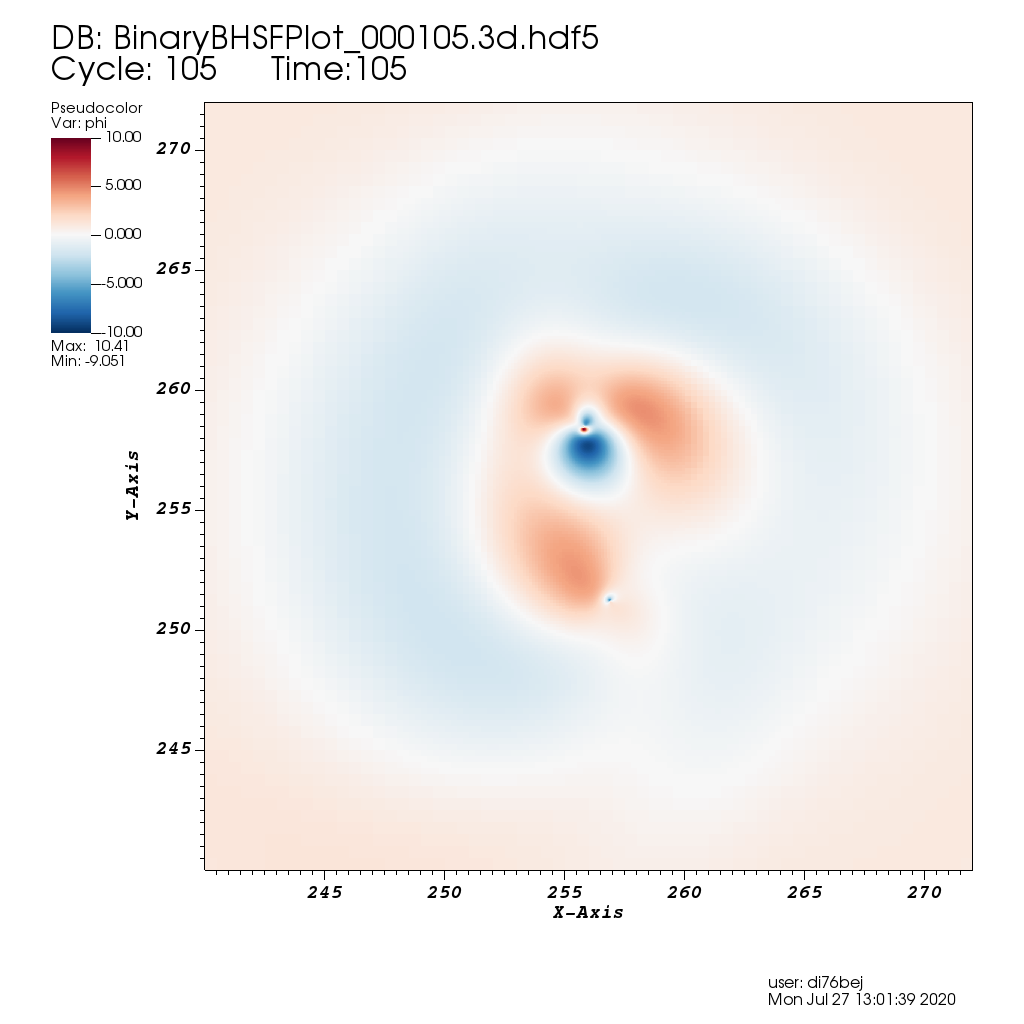 DB: BinaryBHSFPlot_000105.3d.hdf5
Cycle: 105 Time:105
Pseudocolor
Var: phi
10.00
5.000
0.000
-5.000
-10.00
Max: 10.41
Min: -9.051
270
265
260
255
250
245
Y-Axis
245 250 255 260 265 270
X-Axis
user: di76bej
Mon Jul 27 13:01:39 2020